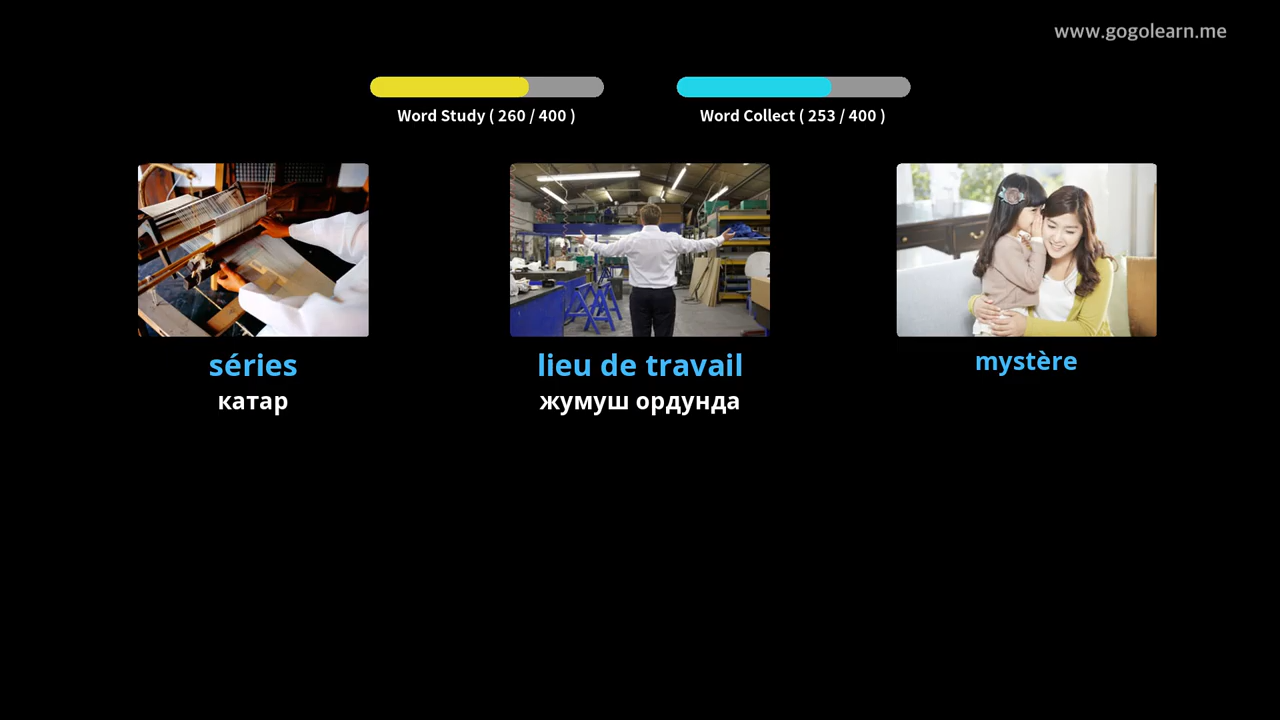 www.gogolearn.me
Word Study ( 260 / 400 )
Word Collect ( 253 / 400 )
séries
катар
lieu de travail
жумуш ордунда
mystère